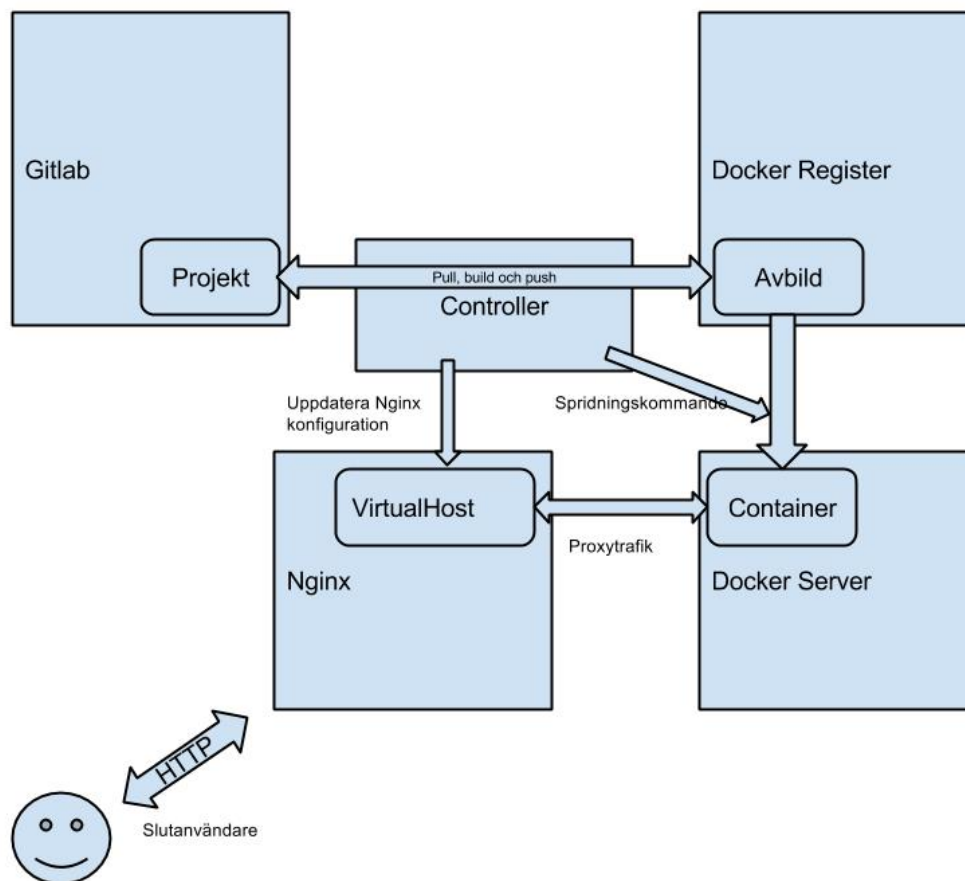 Gitlab
Docker Register
Projekt
Pull, build och push
Avbild
Controller
Uppdatera Nginx
konfiguration
Spridningskommando
VirtualHost
Container
Proxytrafik
Nginx
Docker Server
HTTP
Slutanvändare